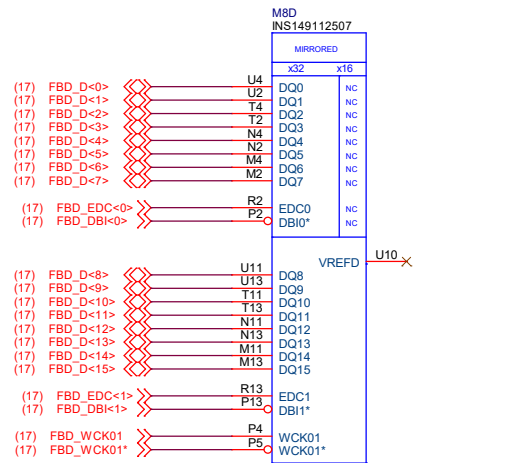 M8D
INS149112507
MIRRORED
x32 x16
(17) FBD_D<0> U4 DQ0 NC
(17) FBD_D<1> U2 DQ1 NC
(17) FBD_D<2> T4 DQ2 NC
(17) FBD_D<3> T2 DQ3 NC
(17) FBD_D<4> N4 DQ4 NC
(17) FBD_D<5> N2 DQ5 NC
(17) FBD_D<6> M4 DQ6 NC
(17) FBD_D<7> M2 DQ7 NC
(17) FBD_EDC<0> R2 EDC0 NC
(17) FBD_DBI<0> P2 DBI0* NC
VREFD U10
(17) FBD_D<8> U11 DQ8
(17) FBD_D<9> U13 DQ9
(17) FBD_D<10> T11 DQ10
(17) FBD_D<11> T13 DQ11
(17) FBD_D<12> N11 DQ12
(17) FBD_D<13> N13 DQ13
(17) FBD_D<14> M11 DQ14
(17) FBD_D<15> M13 DQ15
(17) FBD_EDC<1> R13 EDC1
(17) FBD_DBI<1> P13 DBI1*
(17) FBD_WCK01 P4 WCK01
(17) FBD_WCK01* P5 WCK01*